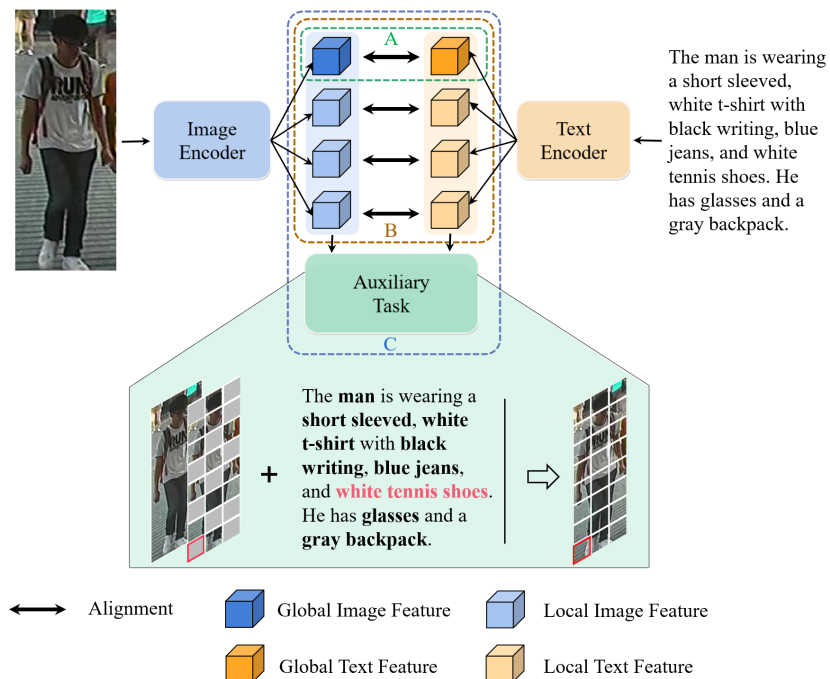 A
The man is wearing
a short sleeved,
white t-shirt with
black writing, blue
jeans, and white
tennis shoes. He
has glasses and a
gray backpack.
RUN
Image
Encoder
Text
Encoder
B
Auxiliary
Task
C
The man is wearing a
short sleeved, white
t-shirt with black
writing, blue jeans,
and white tennis shoes.
He has glasses and a
gray backpack.
RUN
+
Alignment
Global Image Feature
Local Image Feature
Global Text Feature
Local Text Feature